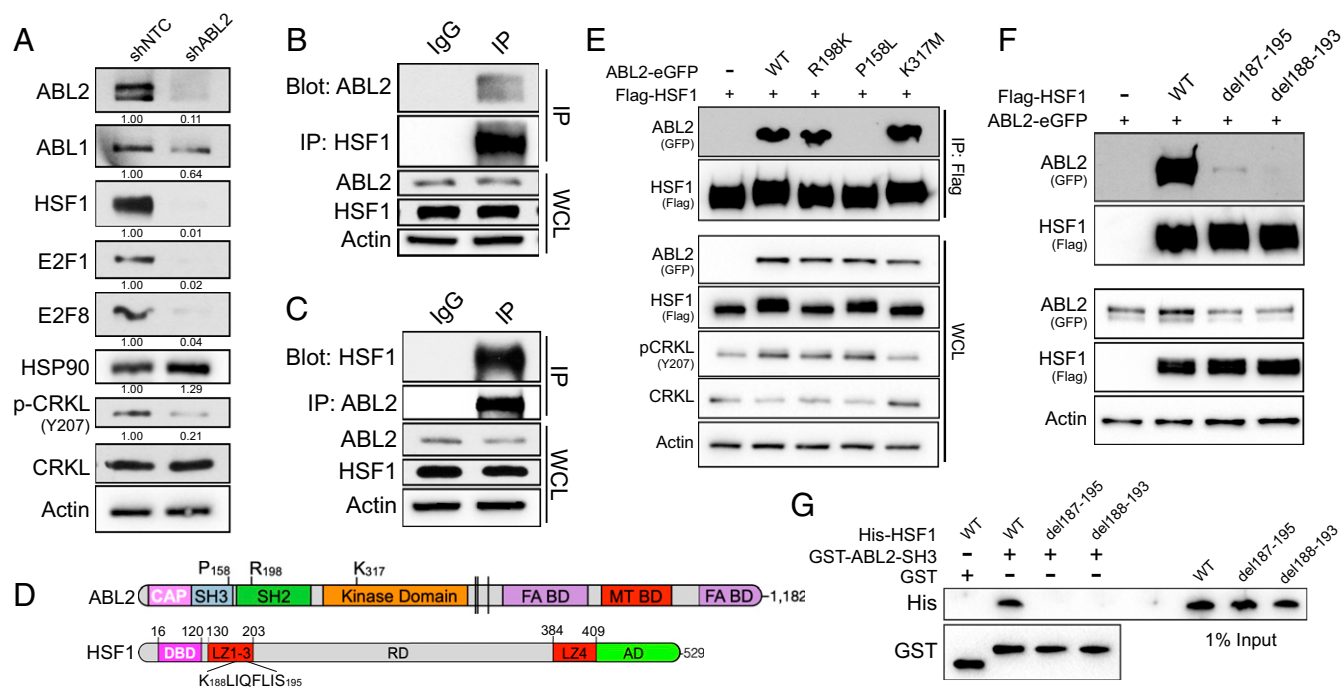 A
shNTC shABL2
ABL2
1.00 0.11
ABL1
1.00 0.64
HSF1
1.00 0.01
E2F1
1.00 0.02
E2F8
1.00 0.04
HSP90
1.00 1.29
p-CRKL
(Y207)
1.00 0.21
CRKL
Actin
B
IgG IP
Blot: ABL2
IP: HSF1
IP
ABL2
HSF1
Actin
WCL
C
IgG IP
Blot: HSF1
IP: ABL2
IP
ABL2
HSF1
Actin
WCL
D
P158 R198 K317
ABL2 CAP SH3 SH2 Kinase Domain FA BD MT BD FA BD 1,182
16 120 130 203 384 409
HSF1 DBD LZ1-3 RD LZ4 AD 529
K188LIQFLIS195
E
WT R198K P158L K317M
ABL2-eGFP - + + + +
Flag-HSF1 + + + + +
ABL2
(GFP)
HSF1
(Flag)
IP: Flag
ABL2
(GFP)
HSF1
(Flag)
pCRKL
(Y207)
CRKL
Actin
WCL
F
WT del187-195 del188-193
Flag-HSF1 - + + +
ABL2-eGFP + + + +
ABL2
(GFP)
HSF1
(Flag)
ABL2
(GFP)
HSF1
(Flag)
Actin
G
His-HSF1 WT WT del187-195 del188-193
GST-ABL2-SH3 - + + +
GST + - - -
WT del187-195 del188-193
His
1% Input
GST